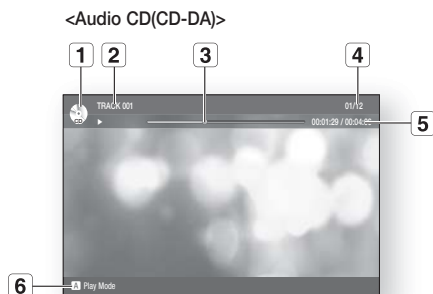 <Audio CD(CD-DA)>
1 2 3 4
TRACK 001 01/12
CD 00:01:29 / 00:04: 5
6 A Play Mode